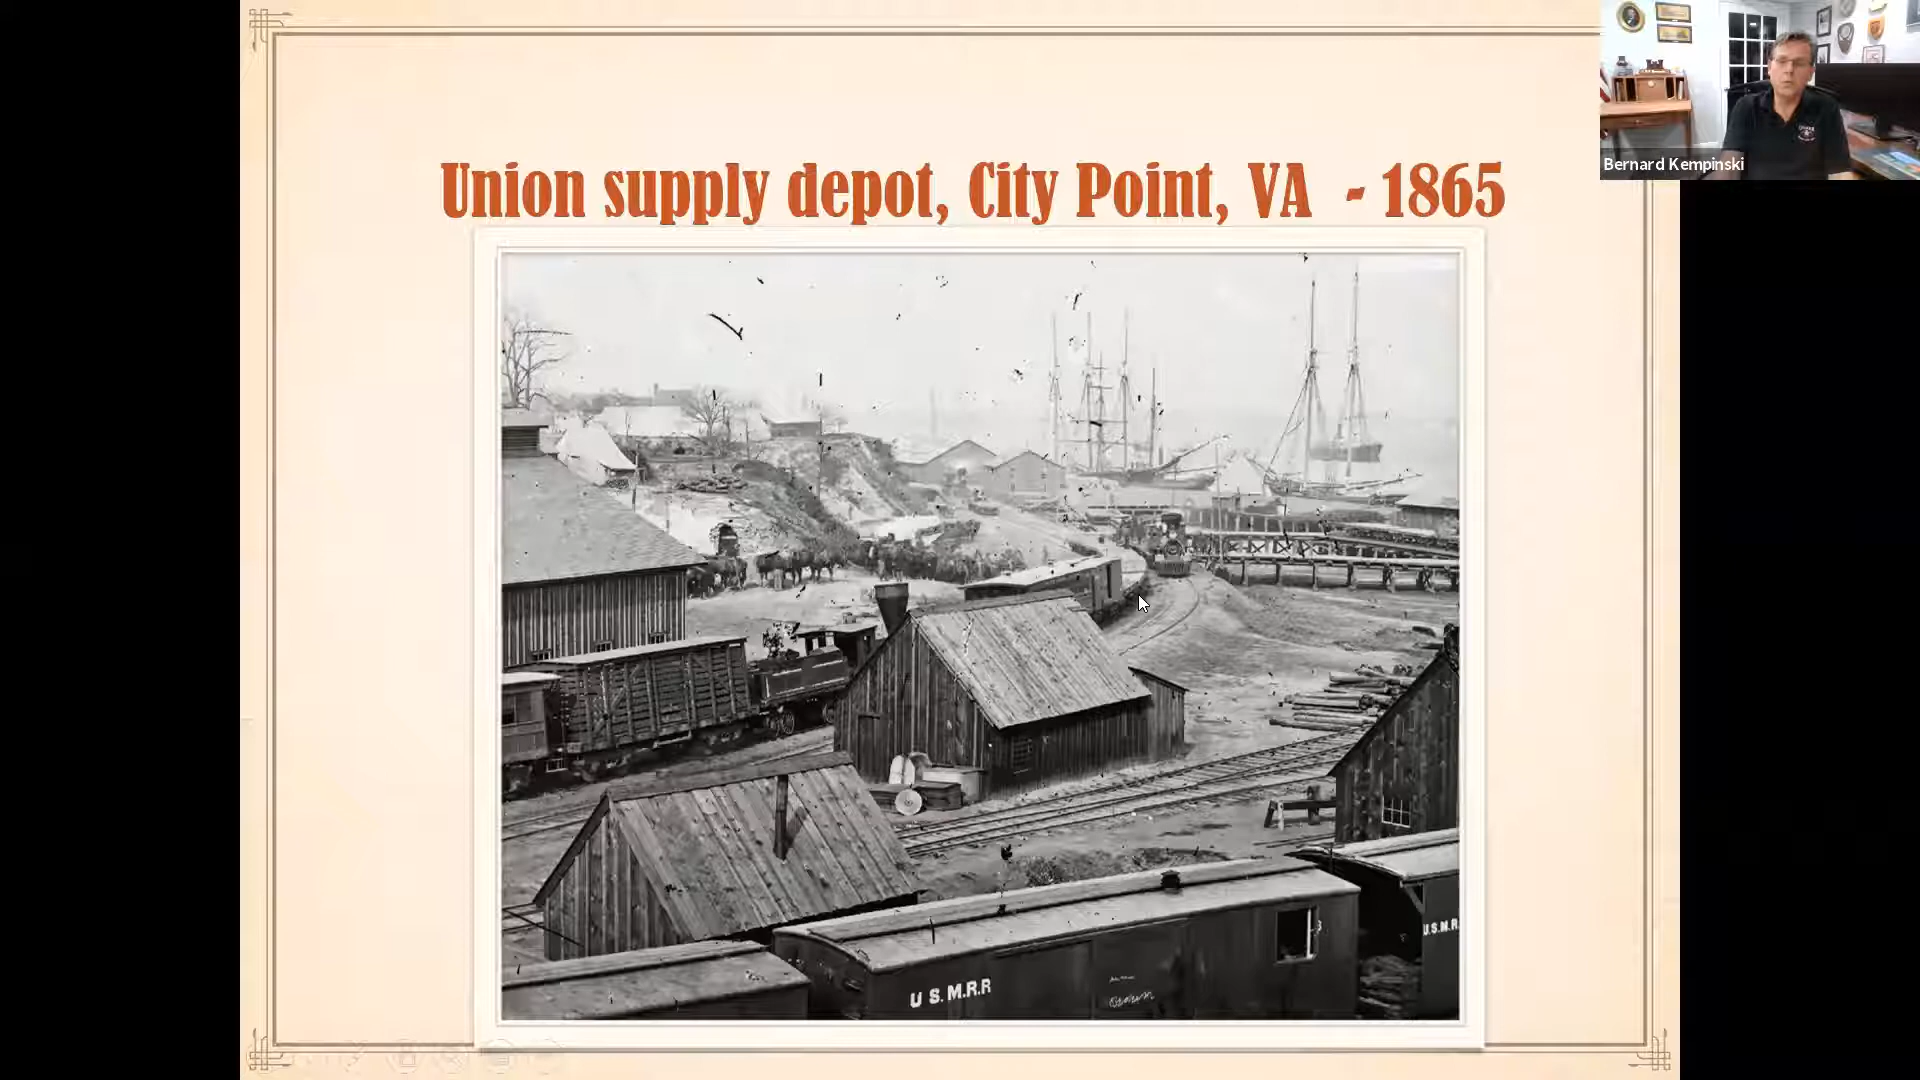 Union supply depot, City Point, VA - 1865
Bernard Kempinski
U.S.M.R
U S.M.R.R